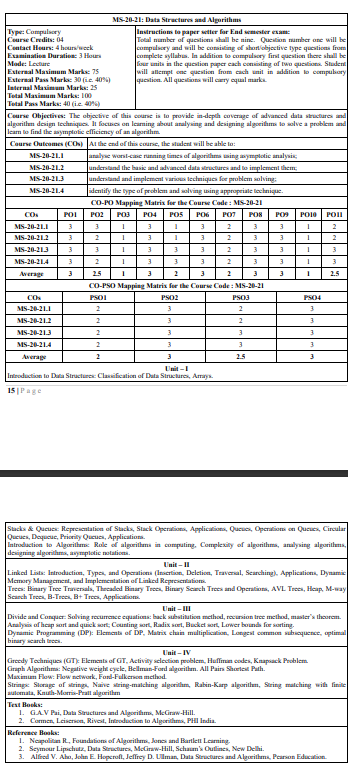 MS-20-21: Data Structures and Algorithms
Type: Compulsory
Course Credits: 04
Contact Hours: 4 hours/week
Examination Duration: 3 Hours
Mode: Lecture
External Maximum Marks: 75
External Pass Marks: 30 (i.e. 40%)
Internal Maximum Marks: 25
Total Maximum Marks: 100
Total Pass Marks: 40 (i.e. 40%)
Instructions to paper setter for End semester exam:
Total number of questions shall be nine. Question number one will be
compulsory and will be consisting of short/objective type questions from
complete syllabus. In addition to compulsory first question there shall be
four units in the question paper each consisting of two questions. Student
will attempt one question from each unit in addition to compulsory
question. All questions will carry equal marks.
Course Objectives: The objective of this course is to provide in-depth coverage of advanced data structures and
algorithm design techniques. It focuses on learning about analysing and designing algorithms to solve a problem and
learn to find the asymptotic efficiency of an algorithm.
Course Outcomes (COs) At the end of this course, the student will be able to:
MS-20-21.1 analyse worst-case running times of algorithms using asymptotic analysis;
MS-20-21.2 understand the basic and advanced data structures and to implement them;
MS-20-21.3 understand and implement various techniques for problem solving;
MS-20-21.4 identify the type of problem and solving using appropriate technique.
CO-PO Mapping Matrix for the Course Code : MS-20-21
COs PO1 PO2 PO3 PO4 PO5 PO6 PO7 PO8 PO9 PO10 PO11
MS-20-21.1 3 3 1 3 1 3 2 3 3 1 2
MS-20-21.2 3 2 1 3 1 3 2 3 3 1 2
MS-20-21.3 3 3 1 3 3 3 2 3 3 1 3
MS-20-21.4 3 2 1 3 3 3 2 3 3 1 3
Average 3 2.5 1 3 2 3 2 3 3 1 2.5
CO-PSO Mapping Matrix for the Course Code : MS-20-21
COs PSO1 PSO2 PSO3 PSO4
MS-20-21.1 2 3 2 3
MS-20-21.2 2 3 2 3
MS-20-21.3 2 3 3 3
MS-20-21.4 2 3 3 3
Average 2 3 2.5 3
Unit – I
Introduction to Data Structures: Classification of Data Structures, Arrays.
15 | P a g e
Stacks & Queues: Representation of Stacks, Stack Operations, Applications, Queues, Operations on Queues, Circular
Queues, Dequeue, Priority Queues, Applications.
Introduction to Algorithms: Role of algorithms in computing, Complexity of algorithms, analysing algorithms,
designing algorithms, asymptotic notations.
Unit – II
Linked Lists: Introduction, Types, and Operations (Insertion, Deletion, Traversal, Searching), Applications, Dynamic
Memory Management, and Implementation of Linked Representations.
Trees: Binary Tree Traversals, Threaded Binary Trees, Binary Search Trees and Operations, AVL Trees, Heap, M-way
Search Trees, B-Trees, B+ Trees, Applications.
Unit – III
Divide and Conquer: Solving recurrence equations: back substitution method, recursion tree method, master's theorem.
Analysis of heap sort and quick sort; Counting sort, Radix sort, Bucket sort, Lower bounds for sorting.
Dynamic Programming (DP): Elements of DP, Matrix chain multiplication, Longest common subsequence, optimal
binary search trees.
Unit – IV
Greedy Techniques (GT): Elements of GT, Activity selection problem, Huffman codes, Knapsack Problem.
Graph Algorithms: Negative weight cycle, Bellman-Ford algorithm. All Pairs Shortest Path.
Maximum Flow: Flow network, Ford-Fulkerson method.
Strings: Storage of strings, Naive string-matching algorithm, Rabin-Karp algorithm, String matching with finite
automata, Knuth-Morris-Pratt algorithm
Text Books:
1. G.A.V Pai, Data Structures and Algorithms, McGraw-Hill.
2. Cormen, Leiserson, Rivest, Introduction to Algorithms, PHI India.
Reference Books:
1. Neapolitan R., Foundations of Algorithms, Jones and Bartlett Learning.
2. Seymour Lipschutz, Data Structures, McGraw-Hill, Schaum's Outlines, New Delhi.
3. Alfred V. Aho, John E. Hopcroft, Jeffrey D. Ullman, Data Structures and Algorithms, Pearson Education.